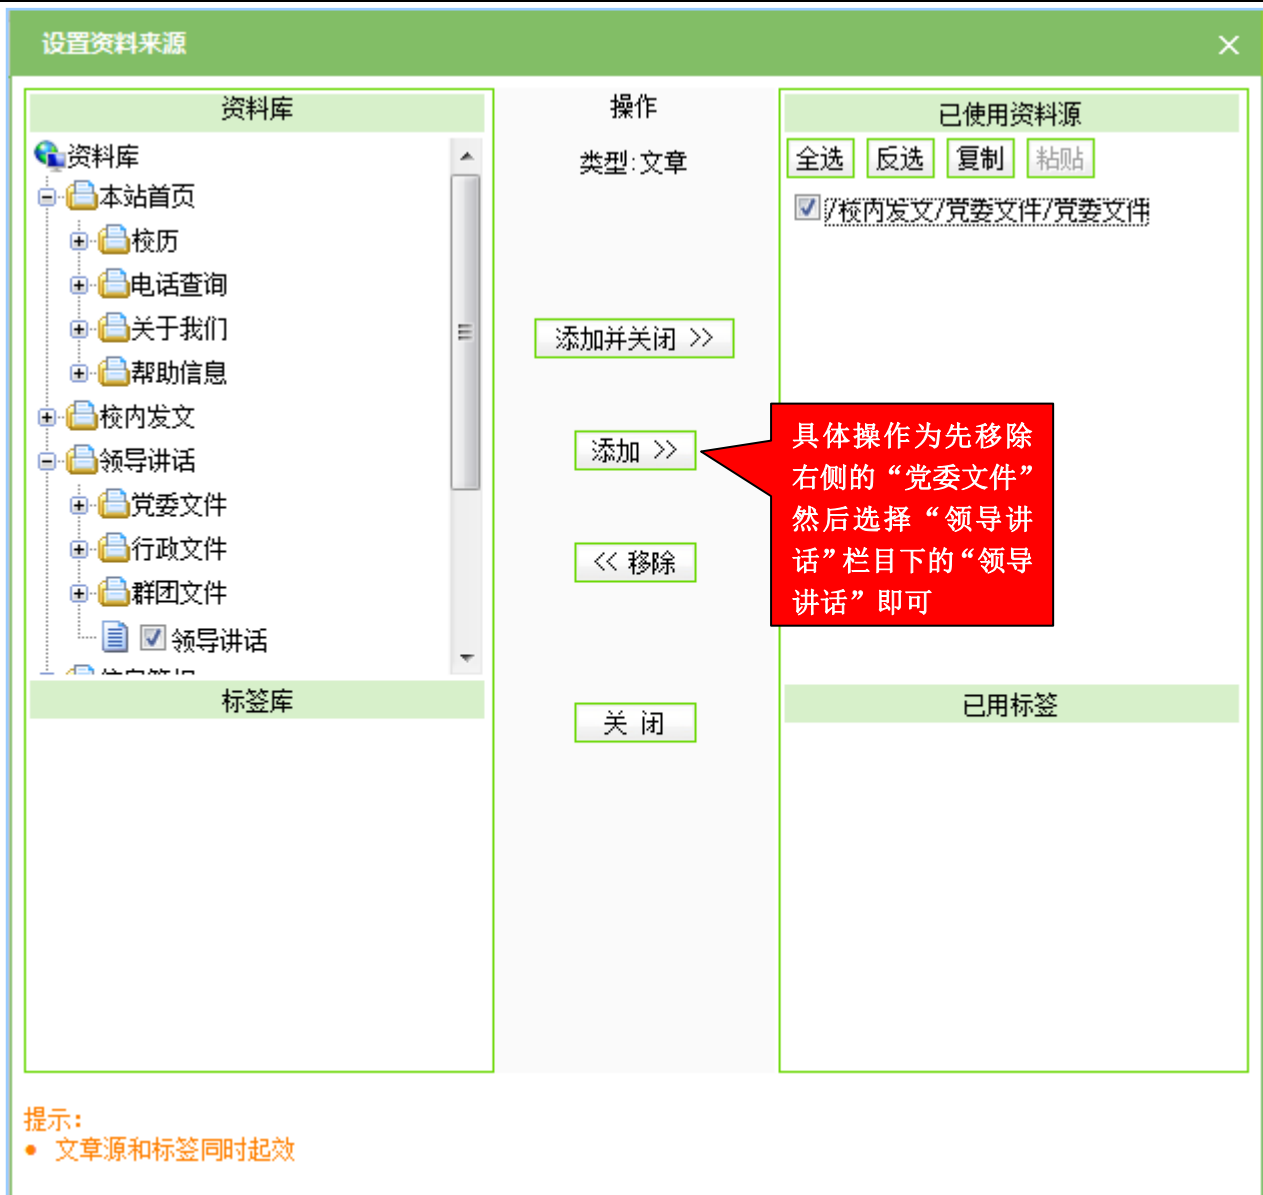 设置资料来源
资料库
资料库
本站首页
校历
电话查询
关于我们
帮助信息
校内发文
领导讲话
党委文件
行政文件
群团文件
领导讲话
标签库
操作
类型:文章
添加并关闭 >>
添加 >>
<< 移除
关 闭
已使用资料源
全选 反选 复制 粘贴
/校内发文/党委文件/党委文件
具体操作为先移除
右侧的“党委文件”
然后选择“领导讲
话”栏目下的“领导
讲话”即可
已用标签
提示:
• 文章源和标签同时起效